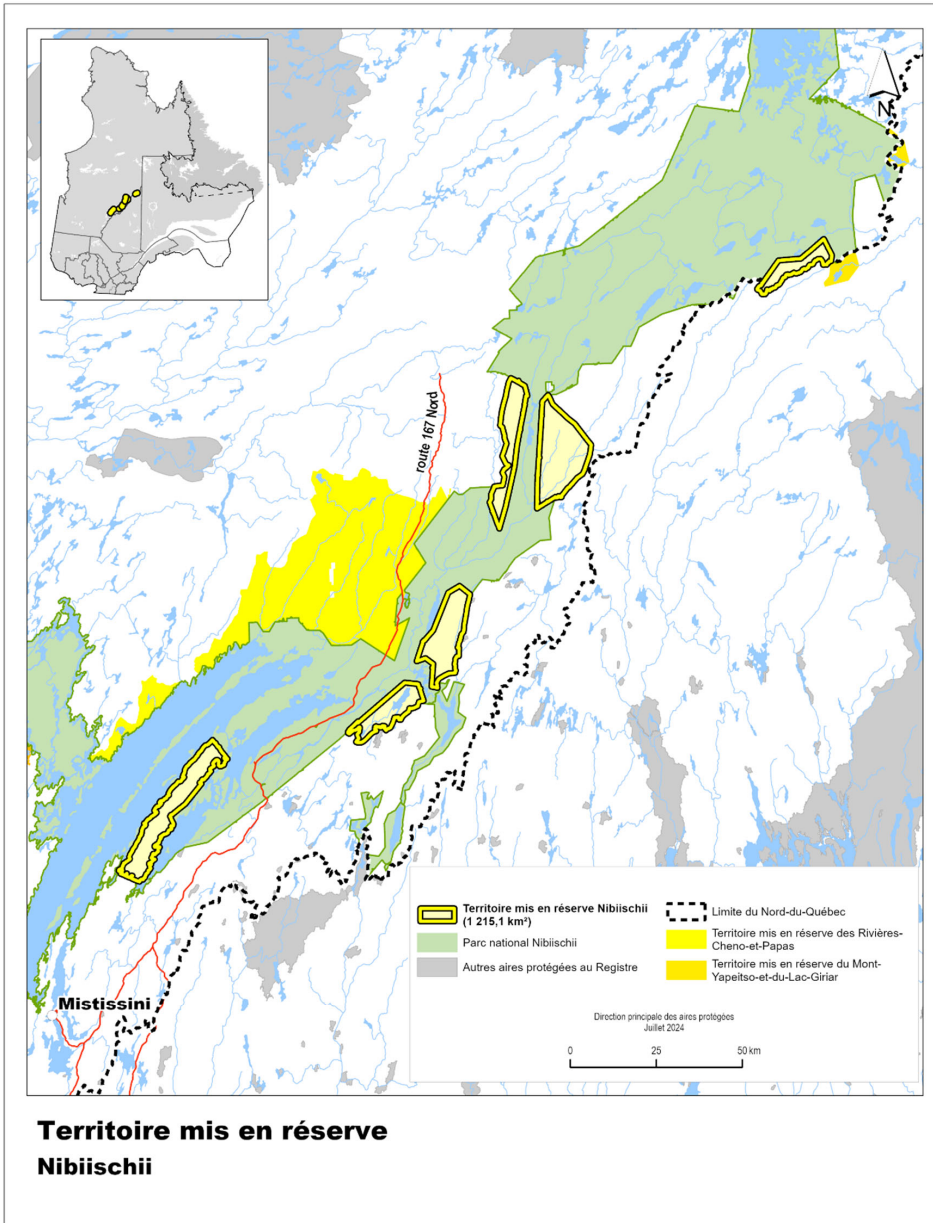 N
route 167 Nord
Mistissini
Territoire mis en réserve Nibiischii
(1 215,1 km²)
Parc national Nibiischii
Autres aires protégées au Registre
Limite du Nord-du-Québec
Territoire mis en réserve des Rivières-
Cheno-et-Papas
Territoire mis en réserve du Mont-
Yapeitso-et-du-Lac-Giriar
Direction principale des aires protégées
Juillet 2024
0 25 50 km
Territoire mis en réserve
Nibiischii